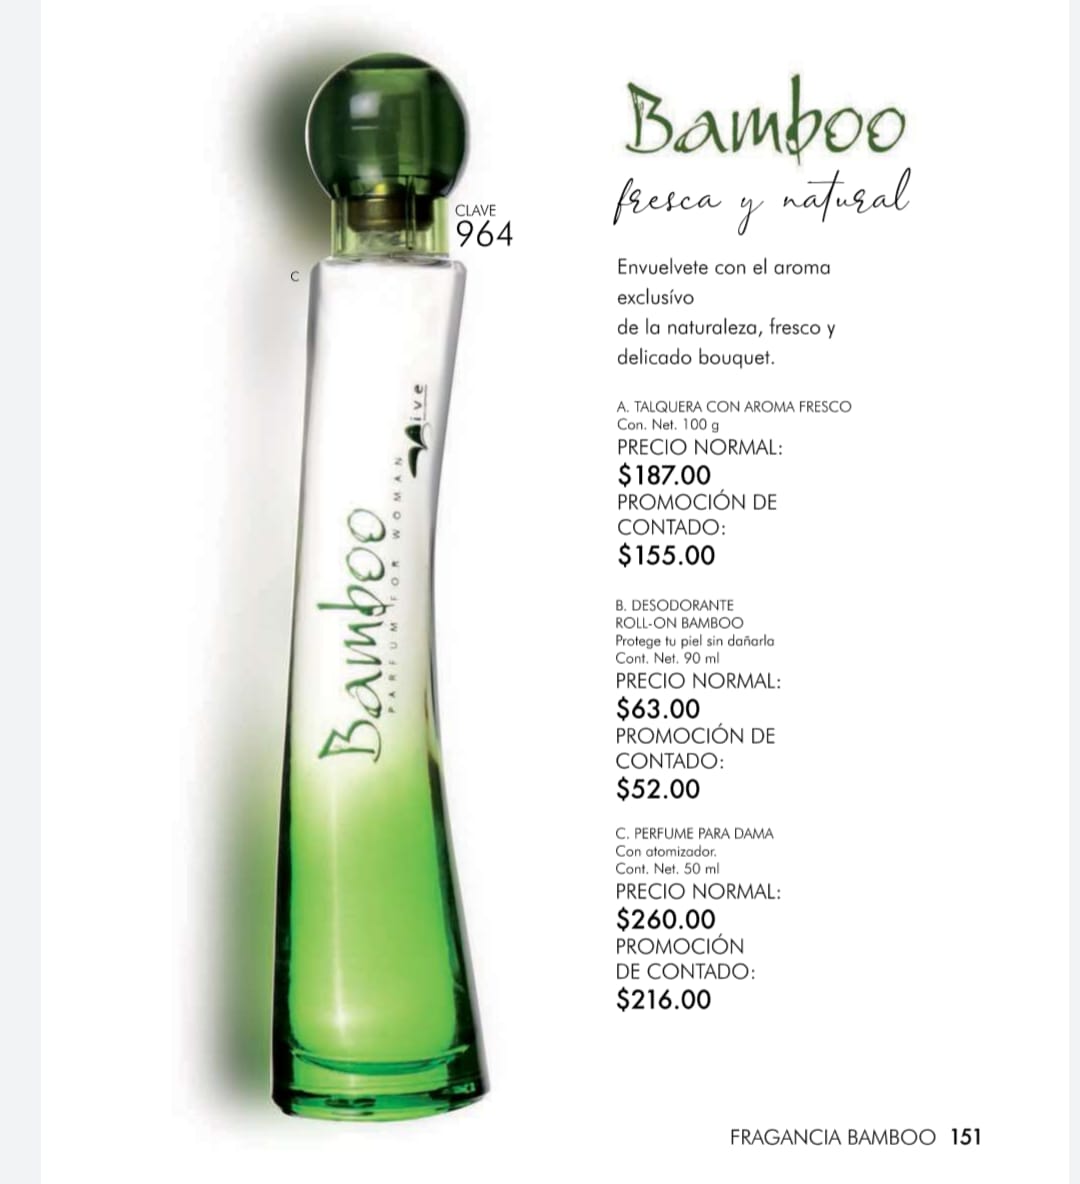 Bamboo
fresca y natural
CLAVE
964
C
Envuelvete con el aroma
exclusívo
de la naturaleza, fresco y
delicado bouquet.
A. TALQUERA CON AROMA FRESCO
Con. Net. 100 g
PRECIO NORMAL:
$187.00
PROMOCIÓN DE
CONTADO:
$155.00
B. DESODORANTE
ROLL-ON BAMBOO
Protege tu piel sin dañarla
Cont. Net. 90 ml
PRECIO NORMAL:
$63.00
PROMOCIÓN DE
CONTADO:
$52.00
C. PERFUME PARA DAMA
Con atomizador.
Cont. Net. 50 ml
PRECIO NORMAL:
$260.00
PROMOCIÓN
DE CONTADO:
$216.00
Bamboo
PARFUM FOR WOMAN
FRAGANCIA BAMBOO 151